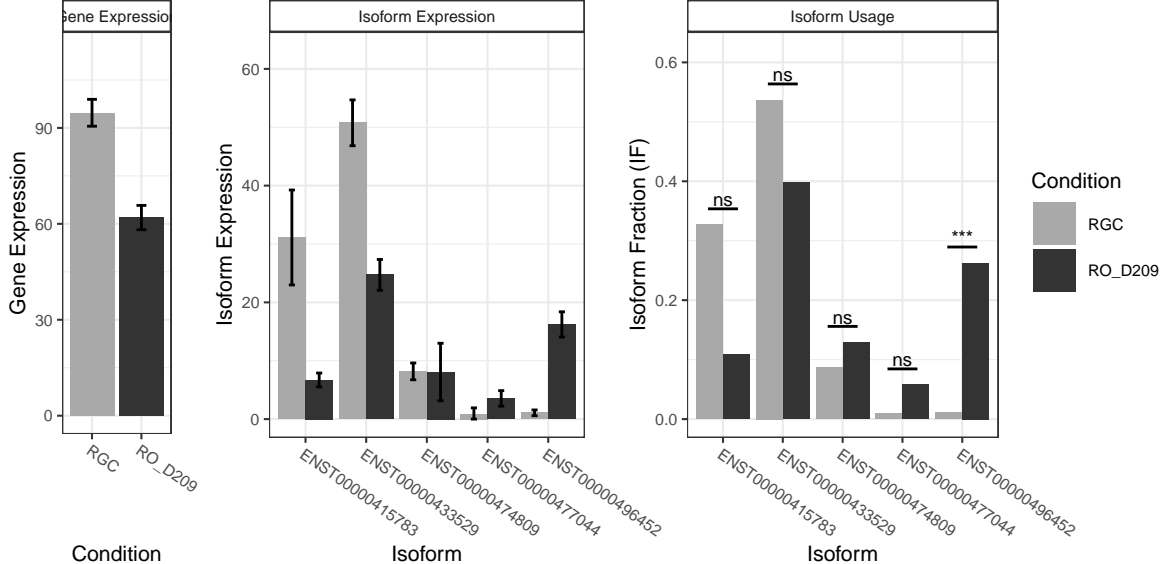 Gene Expression
Isoform Expression
Isoform Usage
Gene Expression
90
60
30
0
RGC
RO_D209
Condition
Isoform Expression
60
40
20
0
ENST00000415783
ENST00000433529
ENST00000474809
ENST00000477044
ENST00000496452
Isoform
Isoform Fraction (IF)
0.6
0.4
0.2
0.0
ns
ns
ns
ns
***
ENST00000415783
ENST00000433529
ENST00000474809
ENST00000477044
ENST00000496452
Isoform
Condition
RGC
RO_D209